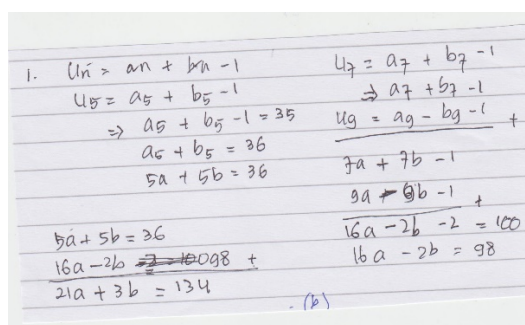 1. Un = an + bn - 1
U5 = a5 + b5 - 1
⇒ a5 + b5 - 1 = 35
a5 + b5 = 36
5a + 5b = 36
5a + 5b = 36
16a - 2b 098 +
21a + 3b = 134
U7 = a7 + b7 - 1
⇒ a7 + b7 - 1
U9 = a9 - b9 - 1 +
7a + 7b - 1
9a - 9b - 1 +
16a - 2b - 2 = 100
16a - 2b = 98
(b)